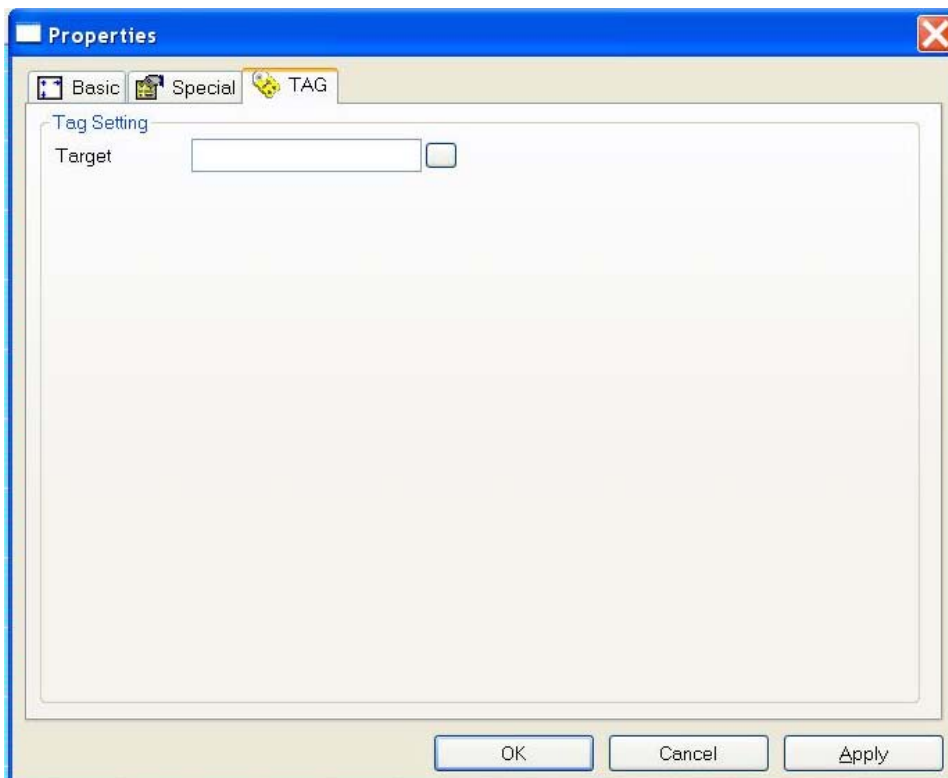 Properties
Basic Special TAG
Tag Setting
Target
OK Cancel Apply